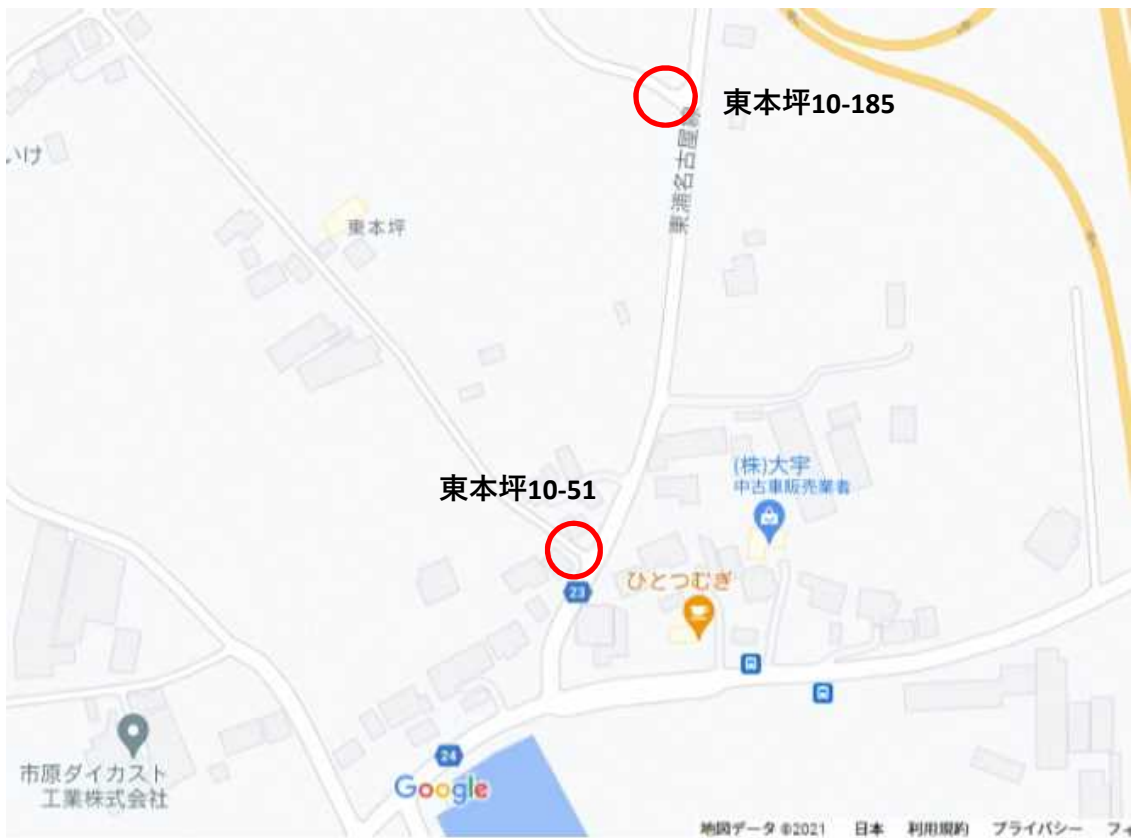 東本坪10-185
東浦名古屋線
いけ
東本坪
(株)大宇
中古車販売業者
東本坪10-51
ひとつむぎ
23
24
市原ダイカスト
工業株式会社
Google
地図データ ©2021 日本 利用規約 プライバシー フィ